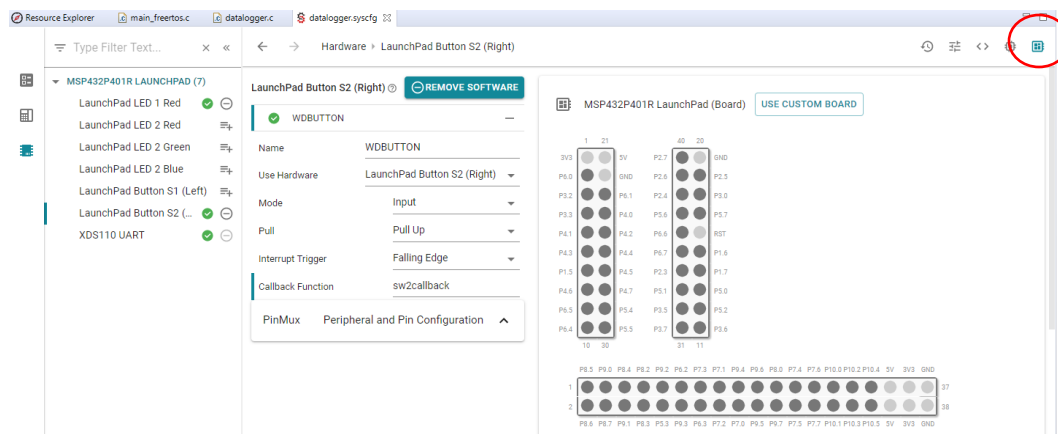 Resource Explorer
main_freertos.c
datalogger.c
datalogger.syscfg
Type Filter Text...
Hardware ▸ LaunchPad Button S2 (Right)
MSP432P401R LAUNCHPAD (7)
LaunchPad LED 1 Red
LaunchPad LED 2 Red
LaunchPad LED 2 Green
LaunchPad LED 2 Blue
LaunchPad Button S1 (Left)
LaunchPad Button S2 (...
XDS110 UART
LaunchPad Button S2 (Right)
REMOVE SOFTWARE
WDBUTTON
Name WDBUTTON
Use Hardware LaunchPad Button S2 (Right)
Mode Input
Pull Pull Up
Interrupt Trigger Falling Edge
Callback Function sw2callback
PinMux Peripheral and Pin Configuration
MSP432P401R LaunchPad (Board) USE CUSTOM BOARD
1 21 40 20
3V3 5V P2.7 GND
P6.0 GND P2.6 P2.5
P3.2 P6.1 P2.4 P3.0
P3.3 P4.0 P5.6 P5.7
P4.1 P4.2 P6.6 RST
P4.3 P4.4 P6.7 P1.6
P1.5 P4.5 P2.3 P1.7
P4.6 P4.7 P5.1 P5.0
P6.5 P5.4 P3.5 P5.2
P6.4 P5.5 P3.7 P3.6
10 30 31 11
P8.5 P9.0 P8.4 P8.2 P9.2 P6.2 P7.3 P7.1 P9.4 P9.6 P8.0 P7.4 P7.6 P10.0 P10.2 P10.4 5V 3V3 GND
1 37
2 38
P8.6 P8.7 P9.1 P8.3 P5.3 P9.3 P6.3 P7.2 P7.0 P9.5 P9.7 P7.5 P7.7 P8.1 P10.1 P10.3 P10.5 5V 3V3 GND